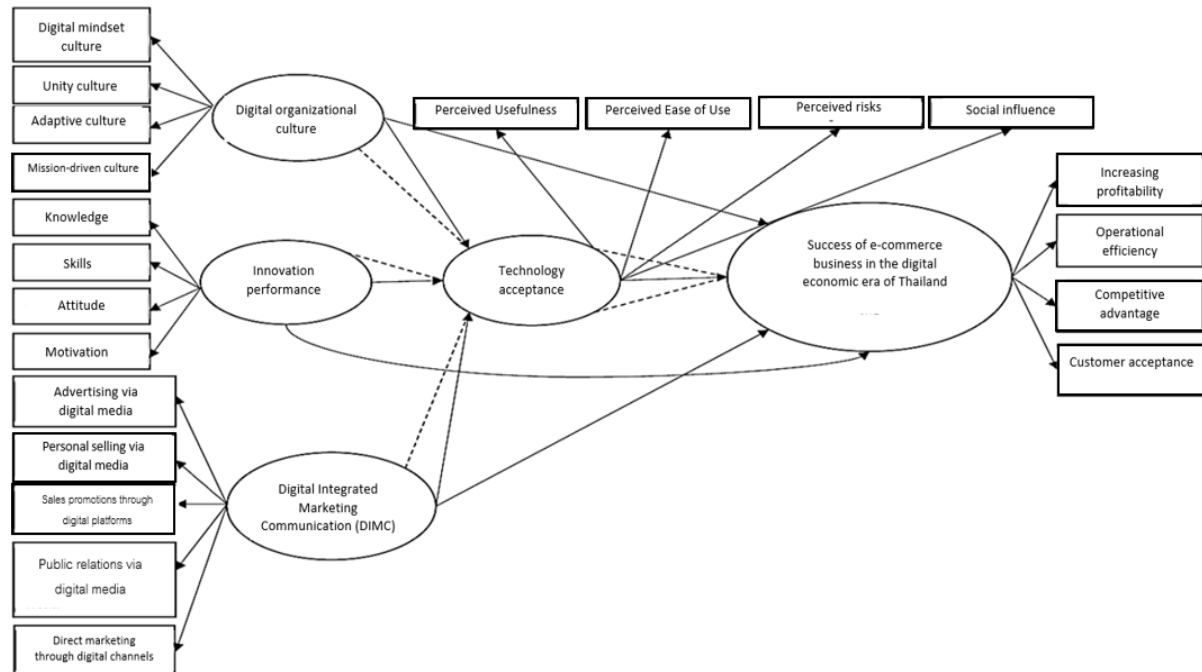 Digital mindset
culture
Unity culture
Adaptive culture
Mission-driven culture
Knowledge
Skills
Attitude
Motivation
Advertising via
digital media
Personal selling via
digital media
Sales promotions through
digital platforms
Public relations via
digital media
Direct marketing
through digital channels
Digital organizational
culture
Innovation
performance
Digital Integrated
Marketing
Communication (DIMC)
Perceived Usefulness
Perceived Ease of Use
Perceived risks
Social influence
Technology
acceptance
Success of e-commerce
business in the digital
economic era of Thailand
Increasing
profitability
Operational
efficiency
Competitive
advantage
Customer acceptance